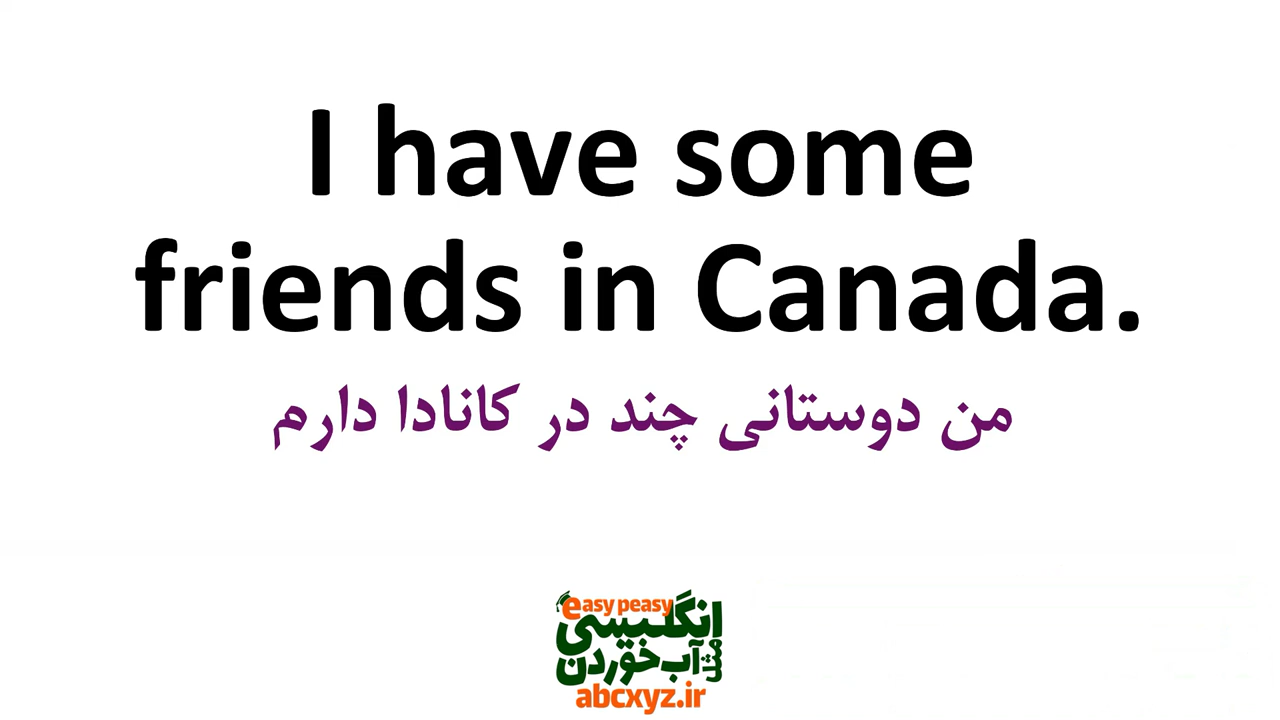 I have some
friends in Canada.
من دوستانی چند در کانادا دارم
easy peasy
انگلیسی
مثل آب خوردن
abcxyz.ir